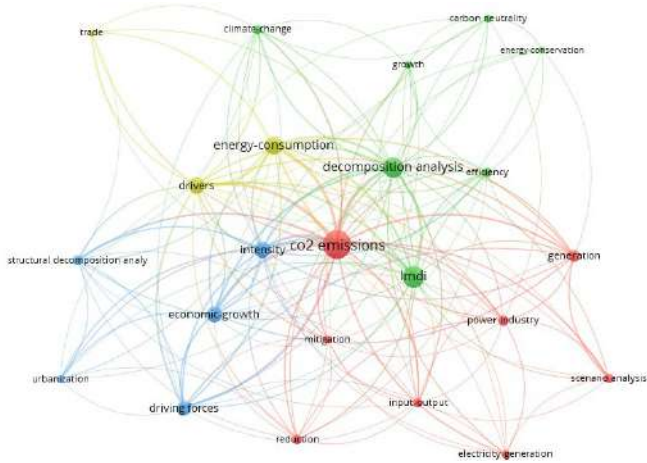 carbon neutrality
trade
climate-change
energy-conservation
growth
energy-consumption
decomposition analysis
efficiency
drivers
co2 emissions
intensity
structural decomposition analy
generation
lmdi
economic-growth
power industry
mitigation
urbanization
scenario analysis
driving forces
input-output
reduction
electricity-generation